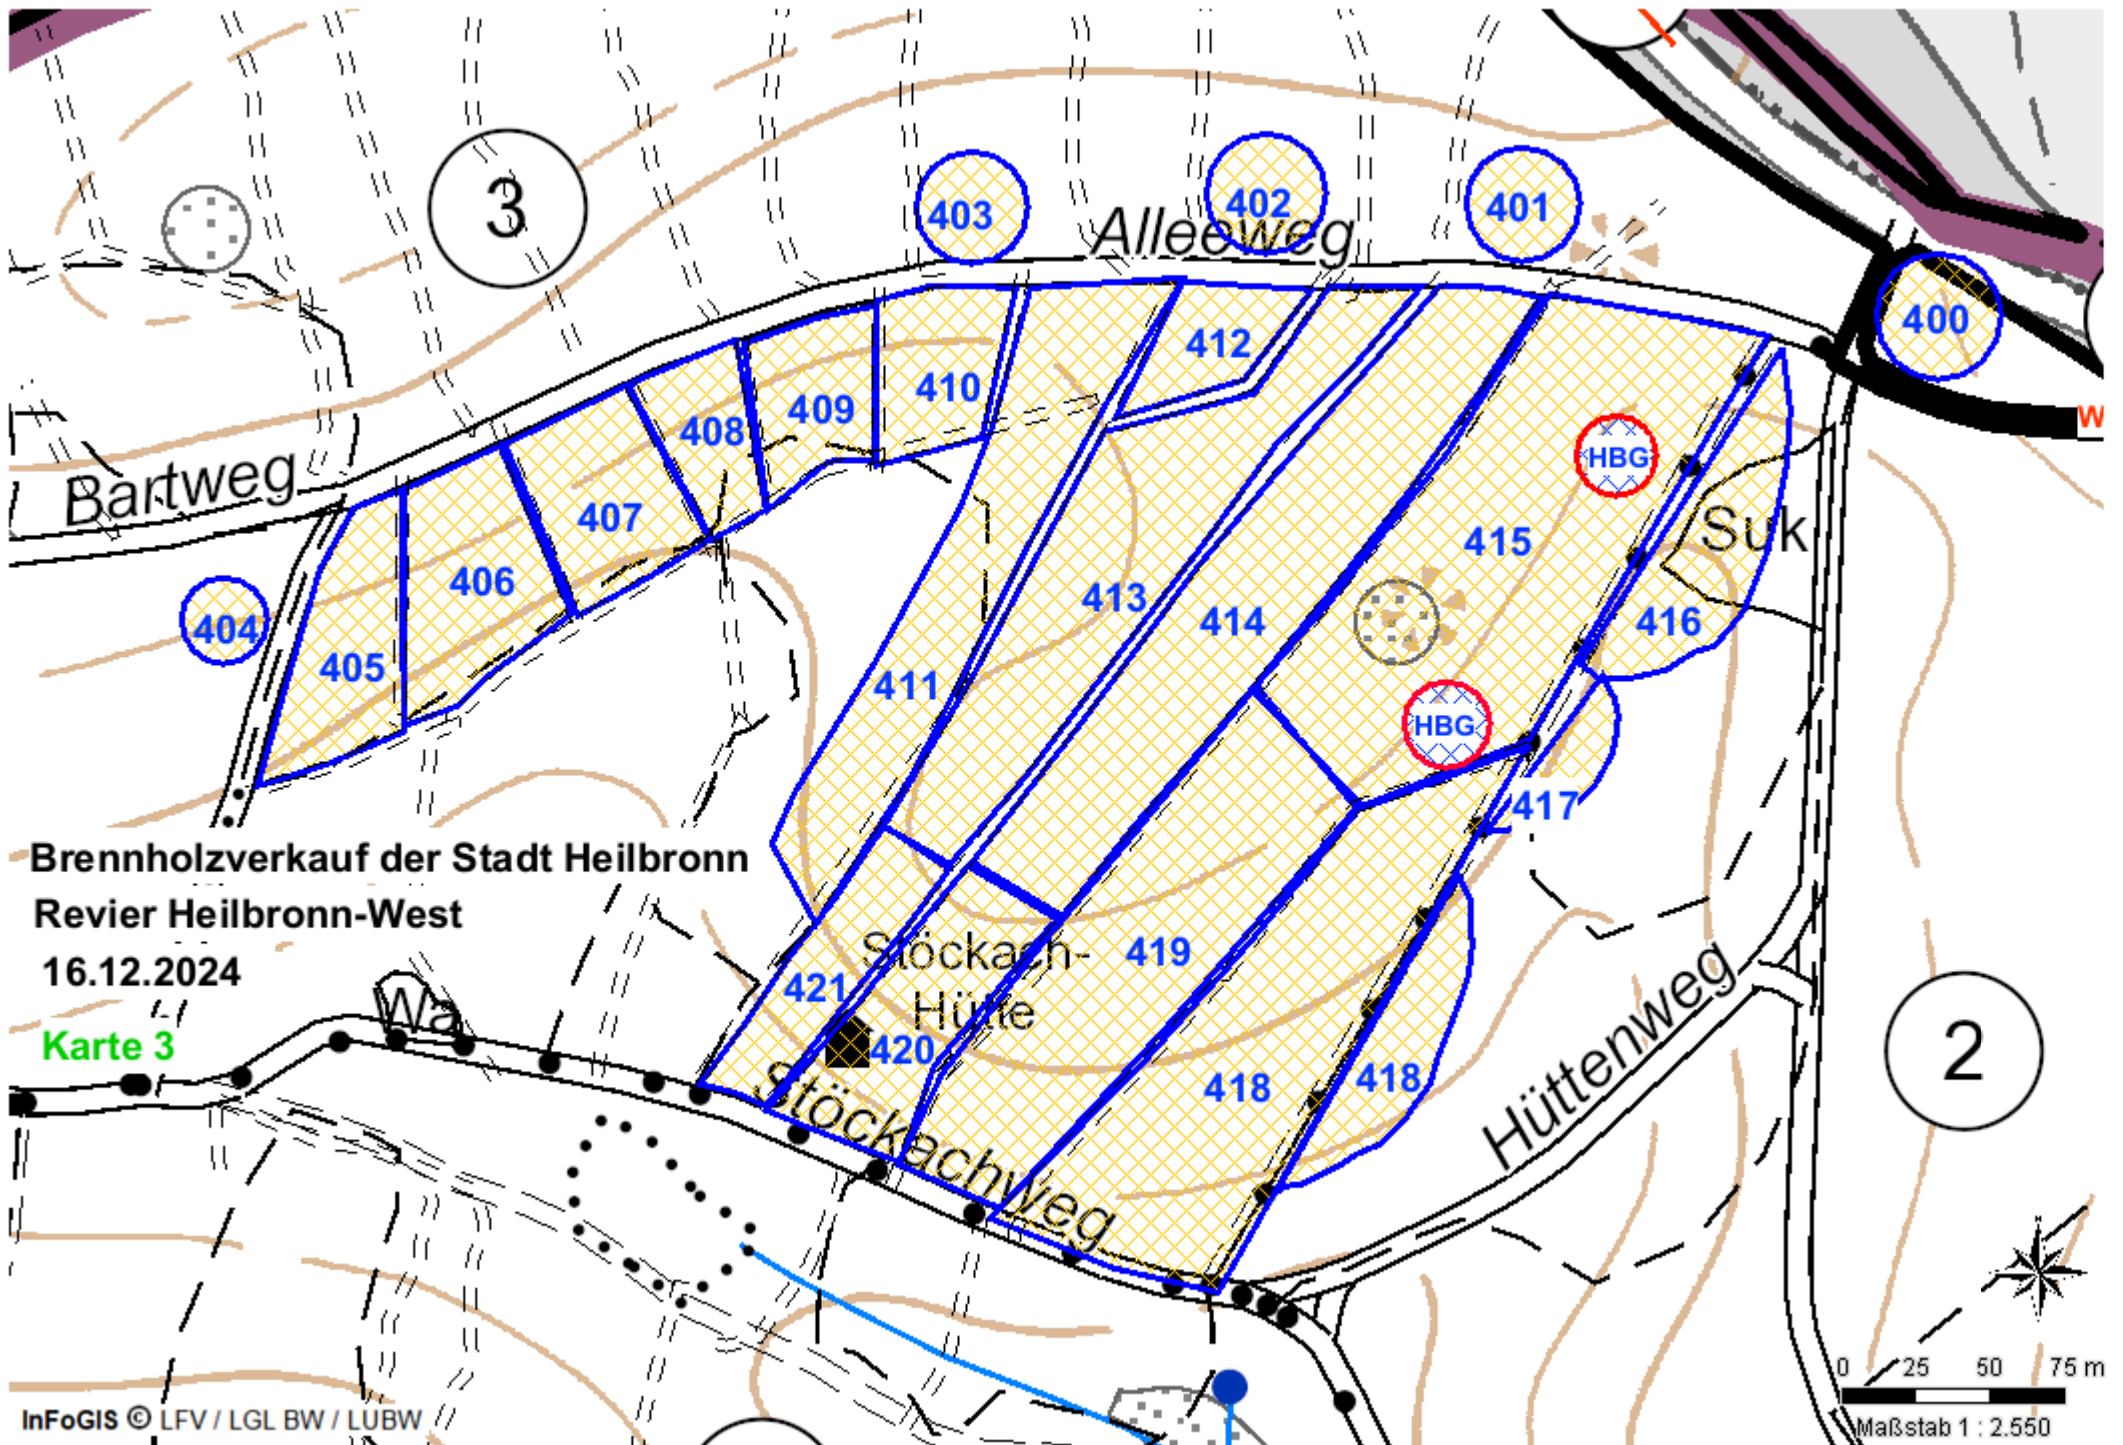 3
403
402
401
Alleeweg
400
412
410
409
408
W
HBG
Bartweg
407
415
Suk
406
413
414
416
404
405
411
HBG
417
Brennholzverkauf der Stadt Heilbronn
Revier Heilbronn-West
16.12.2024
Karte 3
Stöckach-
Hütte
419
421
420
Wa
418
418
Stöckachweg
Hüttenweg
2
0 25 50 75 m
Maßstab 1 : 2.550
InFoGIS © LFV / LGL BW / LUBW